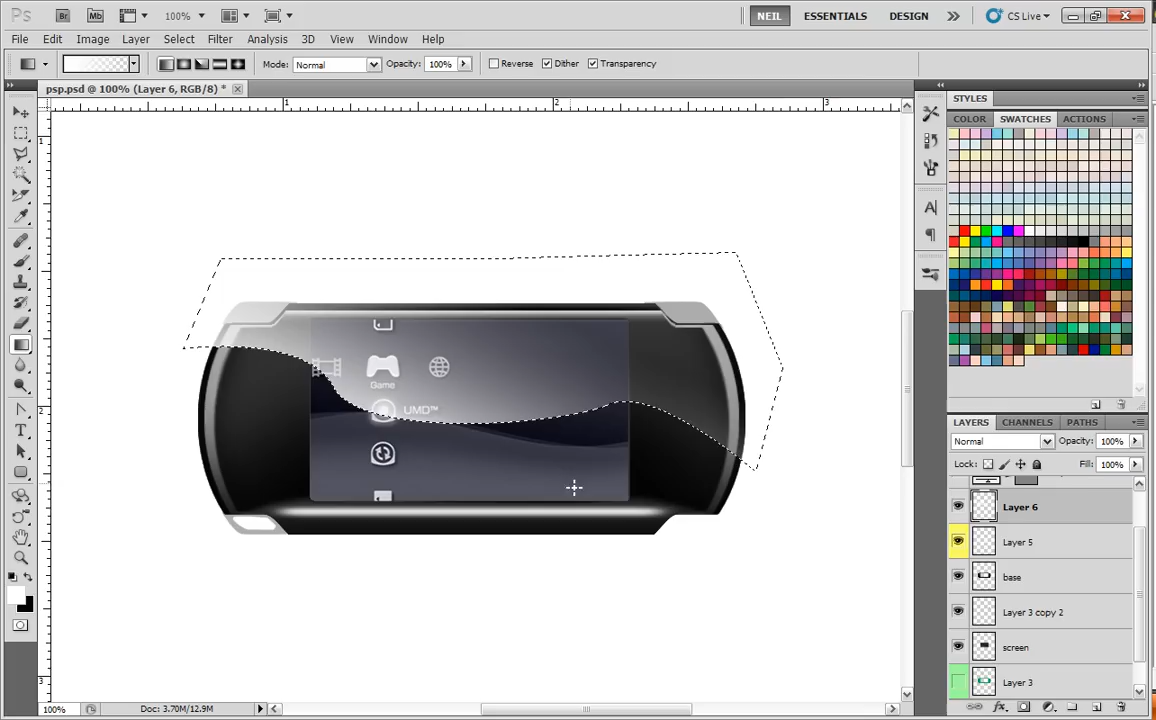 Ps Br Mb 100% NEIL ESSENTIALS DESIGN CS Live
File Edit Image Layer Select Filter Analysis 3D View Window Help
Mode: Normal Opacity: 100% Reverse Dither Transparency
psp.psd @ 100% (Layer 6, RGB/8) *
STYLES
COLOR SWATCHES ACTIONS
1 2 3
1
2
3
Game
UMD™
LAYERS CHANNELS PATHS
Normal Opacity: 100%
Lock: Fill: 100%
Layer 6
Layer 5
base
Layer 3 copy 2
screen
Layer 3
100% Doc: 3.70M/12.9M